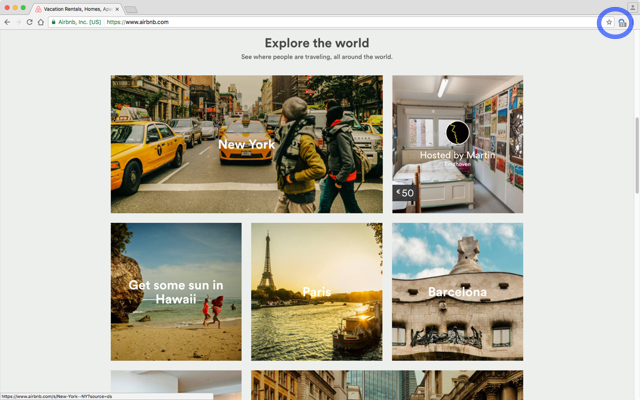 Vacation Rentals, Homes, Ap
Airbnb, Inc. [US]
https://www.airbnb.com
Explore the world
See where people are traveling, all around the world.
New York
Hosted by Martin
Eindhoven
€50
Get some sun in
Hawaii
Paris
Barcelona
https://www.airbnb.com/s/New-York--NY?source=ds